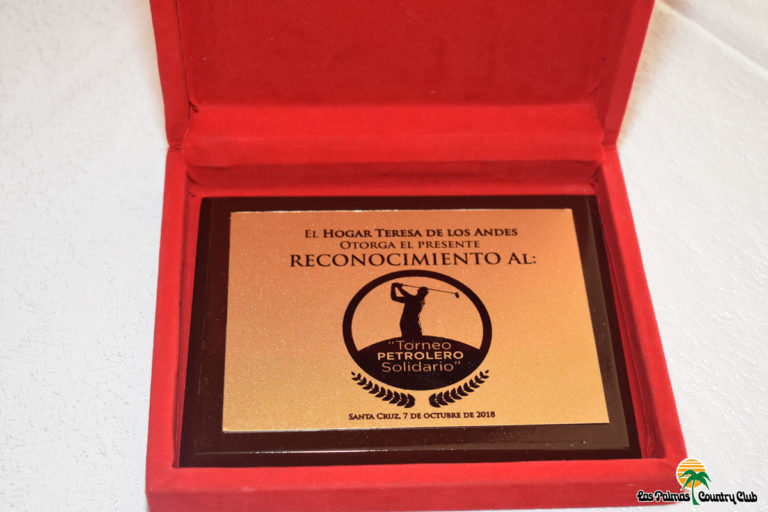 El Hogar Teresa de los Andes
Otorga el presente
RECONOCIMIENTO AL:
"Torneo
PETROLERO
Solidario"
Santa Cruz, 7 de octubre de 2018
Las Palmas Country Club